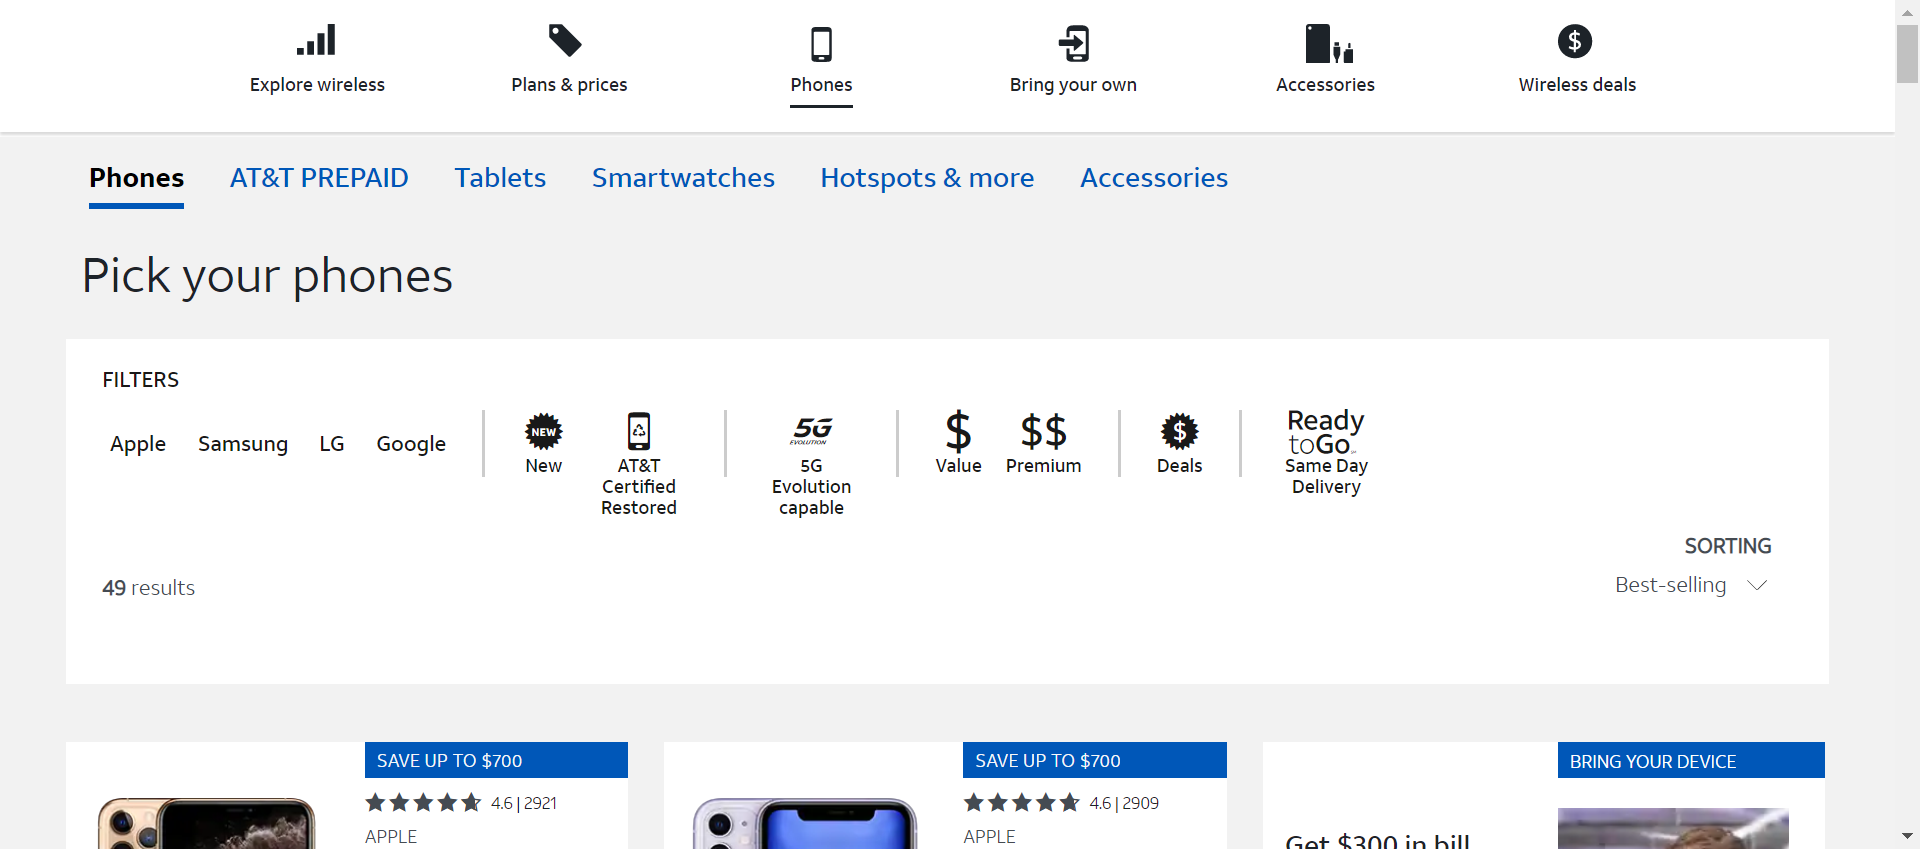 Explore wireless
Plans & prices
Phones
Bring your own
Accessories
Wireless deals
Phones
AT&T PREPAID
Tablets
Smartwatches
Hotspots & more
Accessories
Pick your phones
FILTERS
Apple
Samsung
LG
Google
NEW
New
AT&T
Certified
Restored
5G
EVOLUTION
5G
Evolution
capable
$
Value
$$
Premium
$
Deals
Ready
toGo
Same Day
Delivery
SORTING
Best-selling
49 results
SAVE UP TO $700
4.6 | 2921
APPLE
SAVE UP TO $700
4.6 | 2909
APPLE
BRING YOUR DEVICE
Get $300 in bill